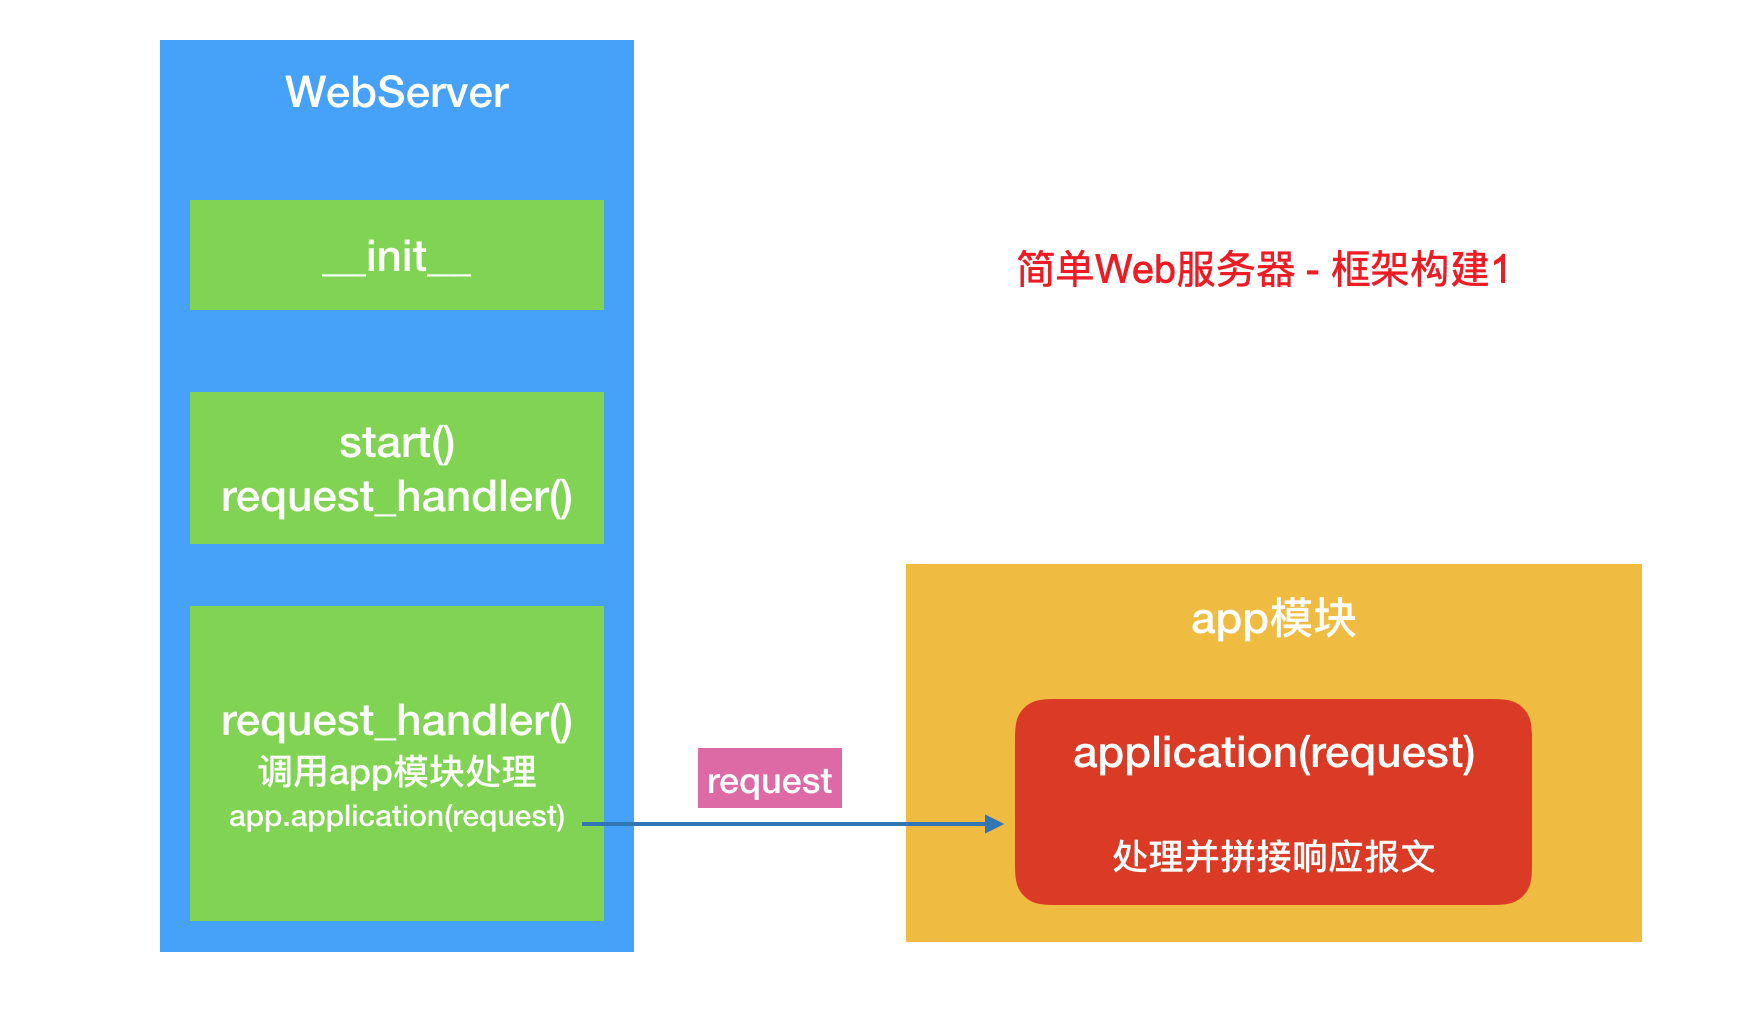 WebServer
__init__
简单Web服务器 - 框架构建1
start()
request_handler()
app模块
request_handler()
调用app模块处理
app.application(request)
request
application(request)
处理并拼接响应报文